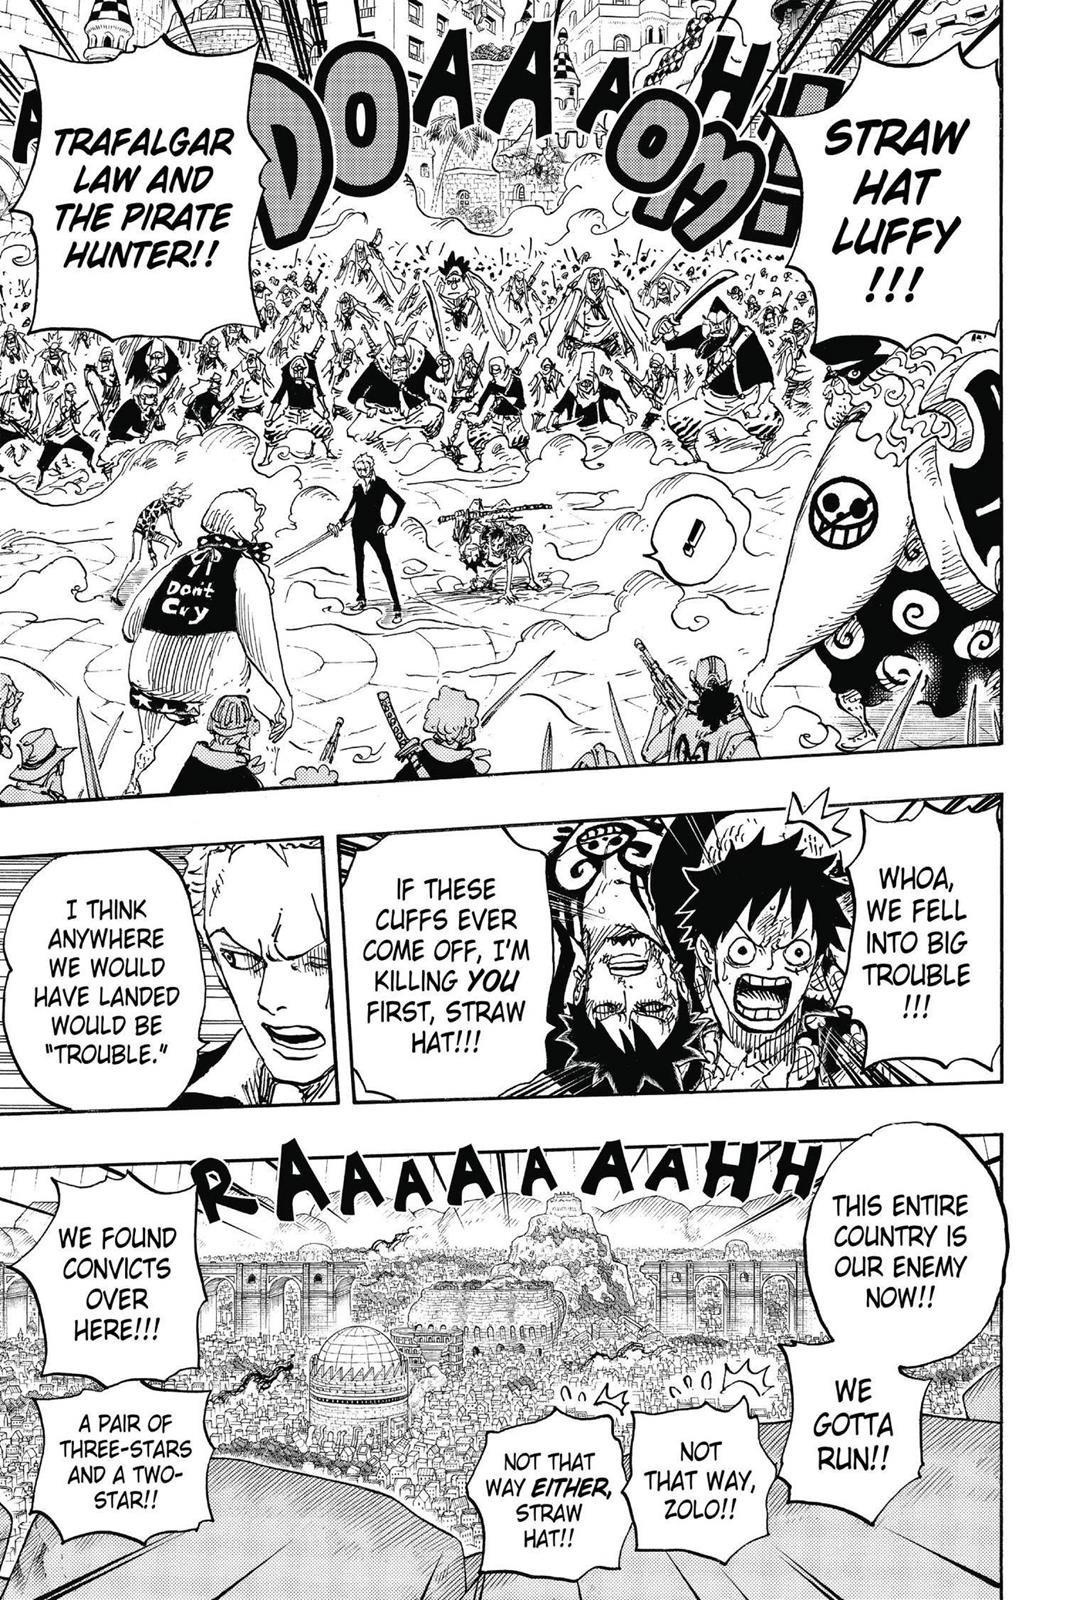 STRAW
HAT
LUFFY
!!!
DOOM!!
AAAAAH
TRAFALGAR
LAW AND
THE PIRATE
HUNTER!!
!
Don't
Cry
WHOA,
WE FELL
INTO BIG
TROUBLE
!!!
IF THESE
CUFFS EVER
COME OFF, I'M
KILLING YOU
FIRST, STRAW
HAT!!!
I THINK
ANYWHERE
WE WOULD
HAVE LANDED
WOULD BE
"TROUBLE."
RAAAAAAAHH
THIS ENTIRE
COUNTRY IS
OUR ENEMY
NOW!!
WE
GOTTA
RUN!!
NOT
THAT WAY,
ZOLO!!
NOT THAT
WAY EITHER,
STRAW
HAT!!
WE FOUND
CONVICTS
OVER
HERE!!!
A PAIR OF
THREE-STARS
AND A TWO-
STAR!!